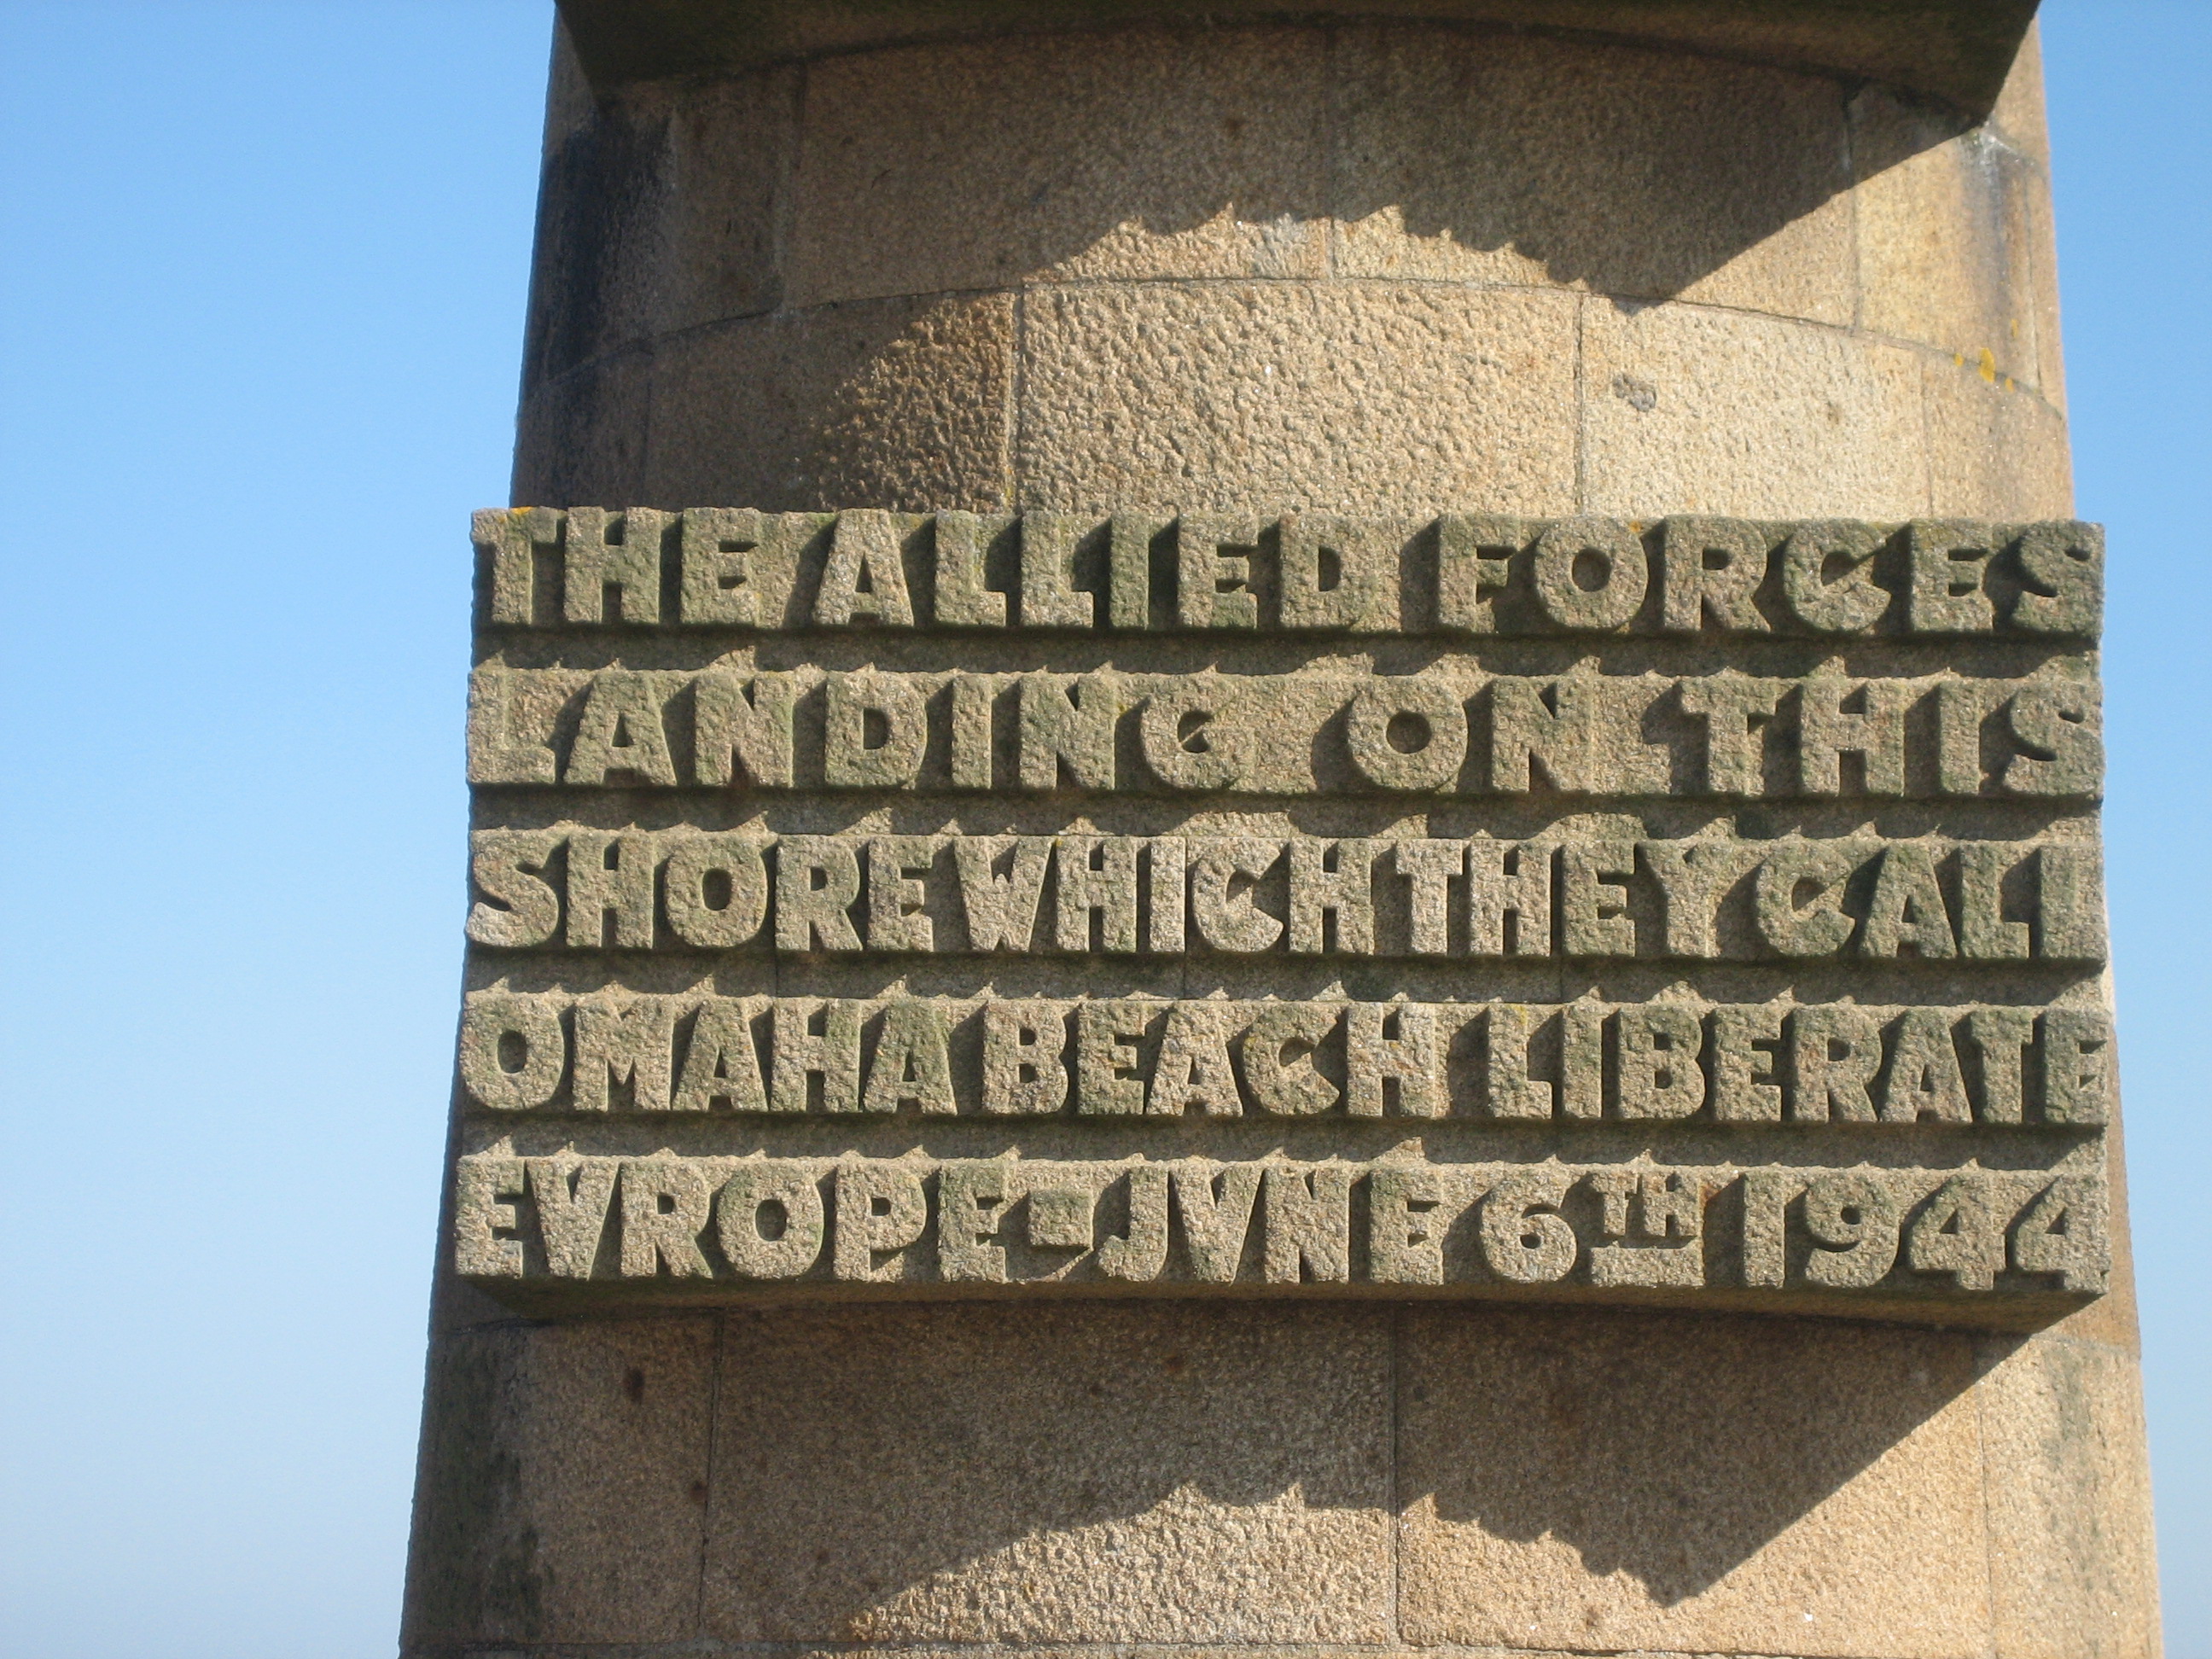 THE ALLIED FORCES
LANDING ON THIS
SHORE WHICH THEY CALL
OMAHA BEACH LIBERATE
EVROPE - JVNE 6TH 1944